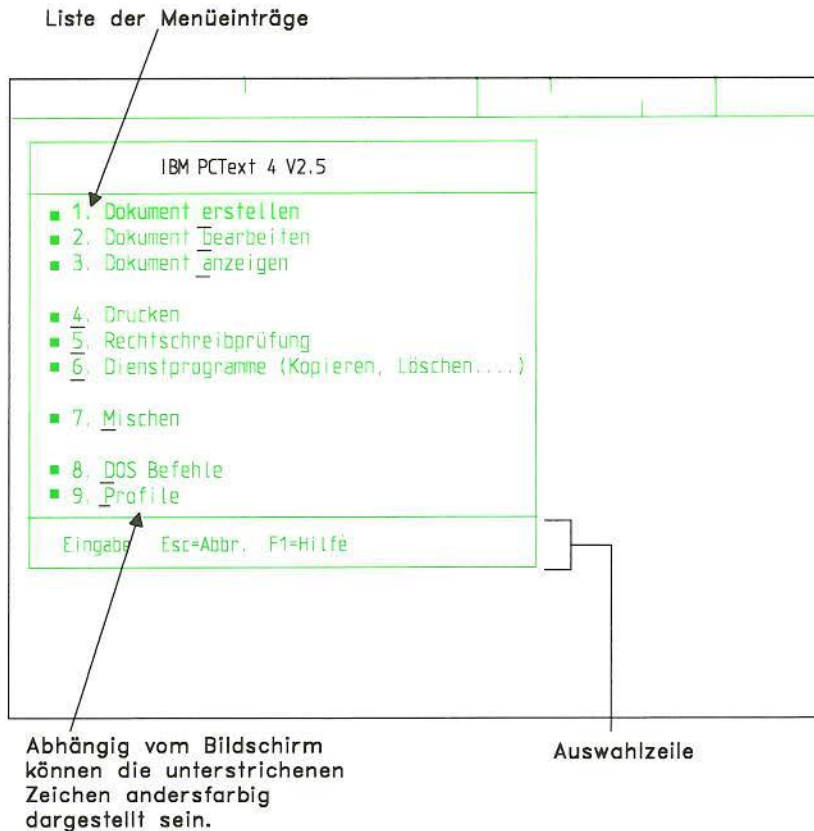 Liste der Menüeinträge
IBM PCText 4 V2.5
1. Dokument erstellen
2. Dokument bearbeiten
3. Dokument anzeigen
4. Drucken
5. Rechtschreibprüfung
6. Dienstprogramme (Kopieren, Löschen....)
7. Mischen
8. DOS Befehle
9. Profile
Eingabe Esc=Abbr. F1=Hilfe
Abhängig vom Bildschirm
können die unterstrichenen
Zeichen andersfarbig
dargestellt sein.
Auswahlzeile